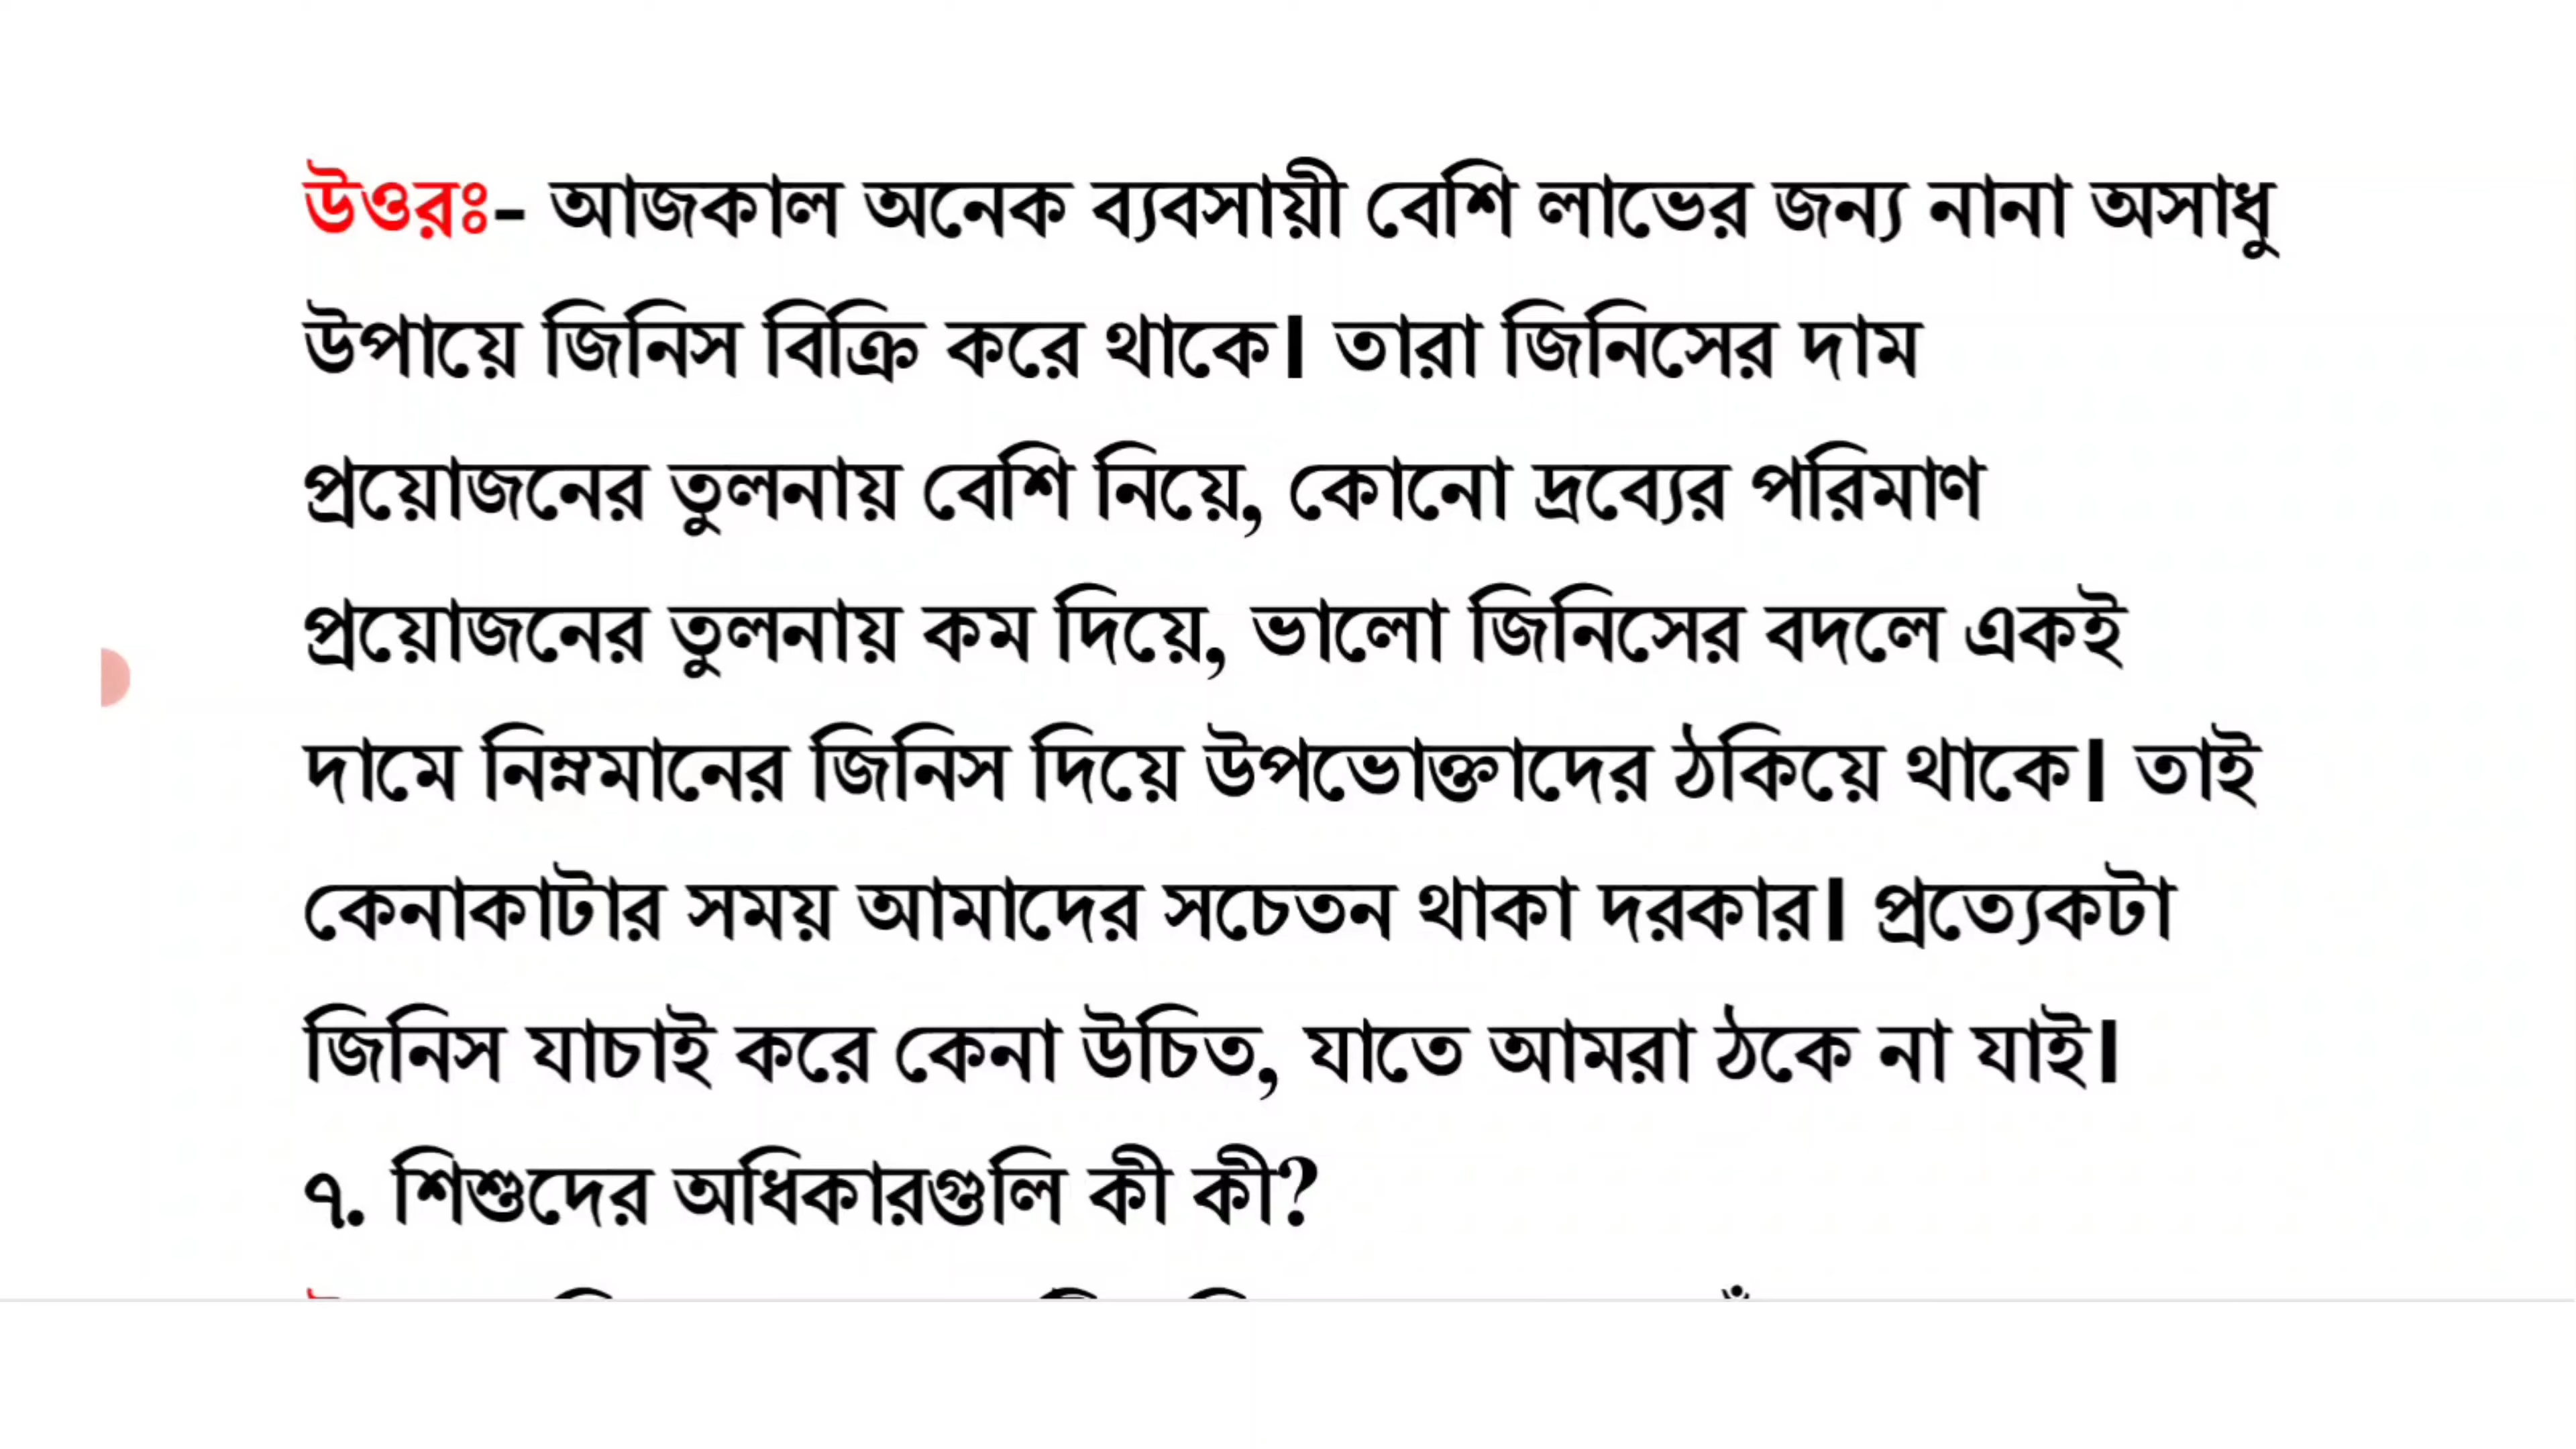 উওরঃ- আজকাল অনেক ব্যবসায়ী বেশি লাভের জন্য নানা অসাধু
উপায়ে জিনিস বিক্রি করে থাকে। তারা জিনিসের দাম
প্রয়োজনের তুলনায় বেশি নিয়ে, কোনো দ্রব্যের পরিমাণ
প্রয়োজনের তুলনায় কম দিয়ে, ভালো জিনিসের বদলে একই
দামে নিম্নমানের জিনিস দিয়ে উপভোক্তাদের ঠকিয়ে থাকে। তাই
কেনাকাটার সময় আমাদের সচেতন থাকা দরকার। প্রত্যেকটা
জিনিস যাচাই করে কেনা উচিত, যাতে আমরা ঠকে না যাই।
৭. শিশুদের অধিকারগুলি কী কী?